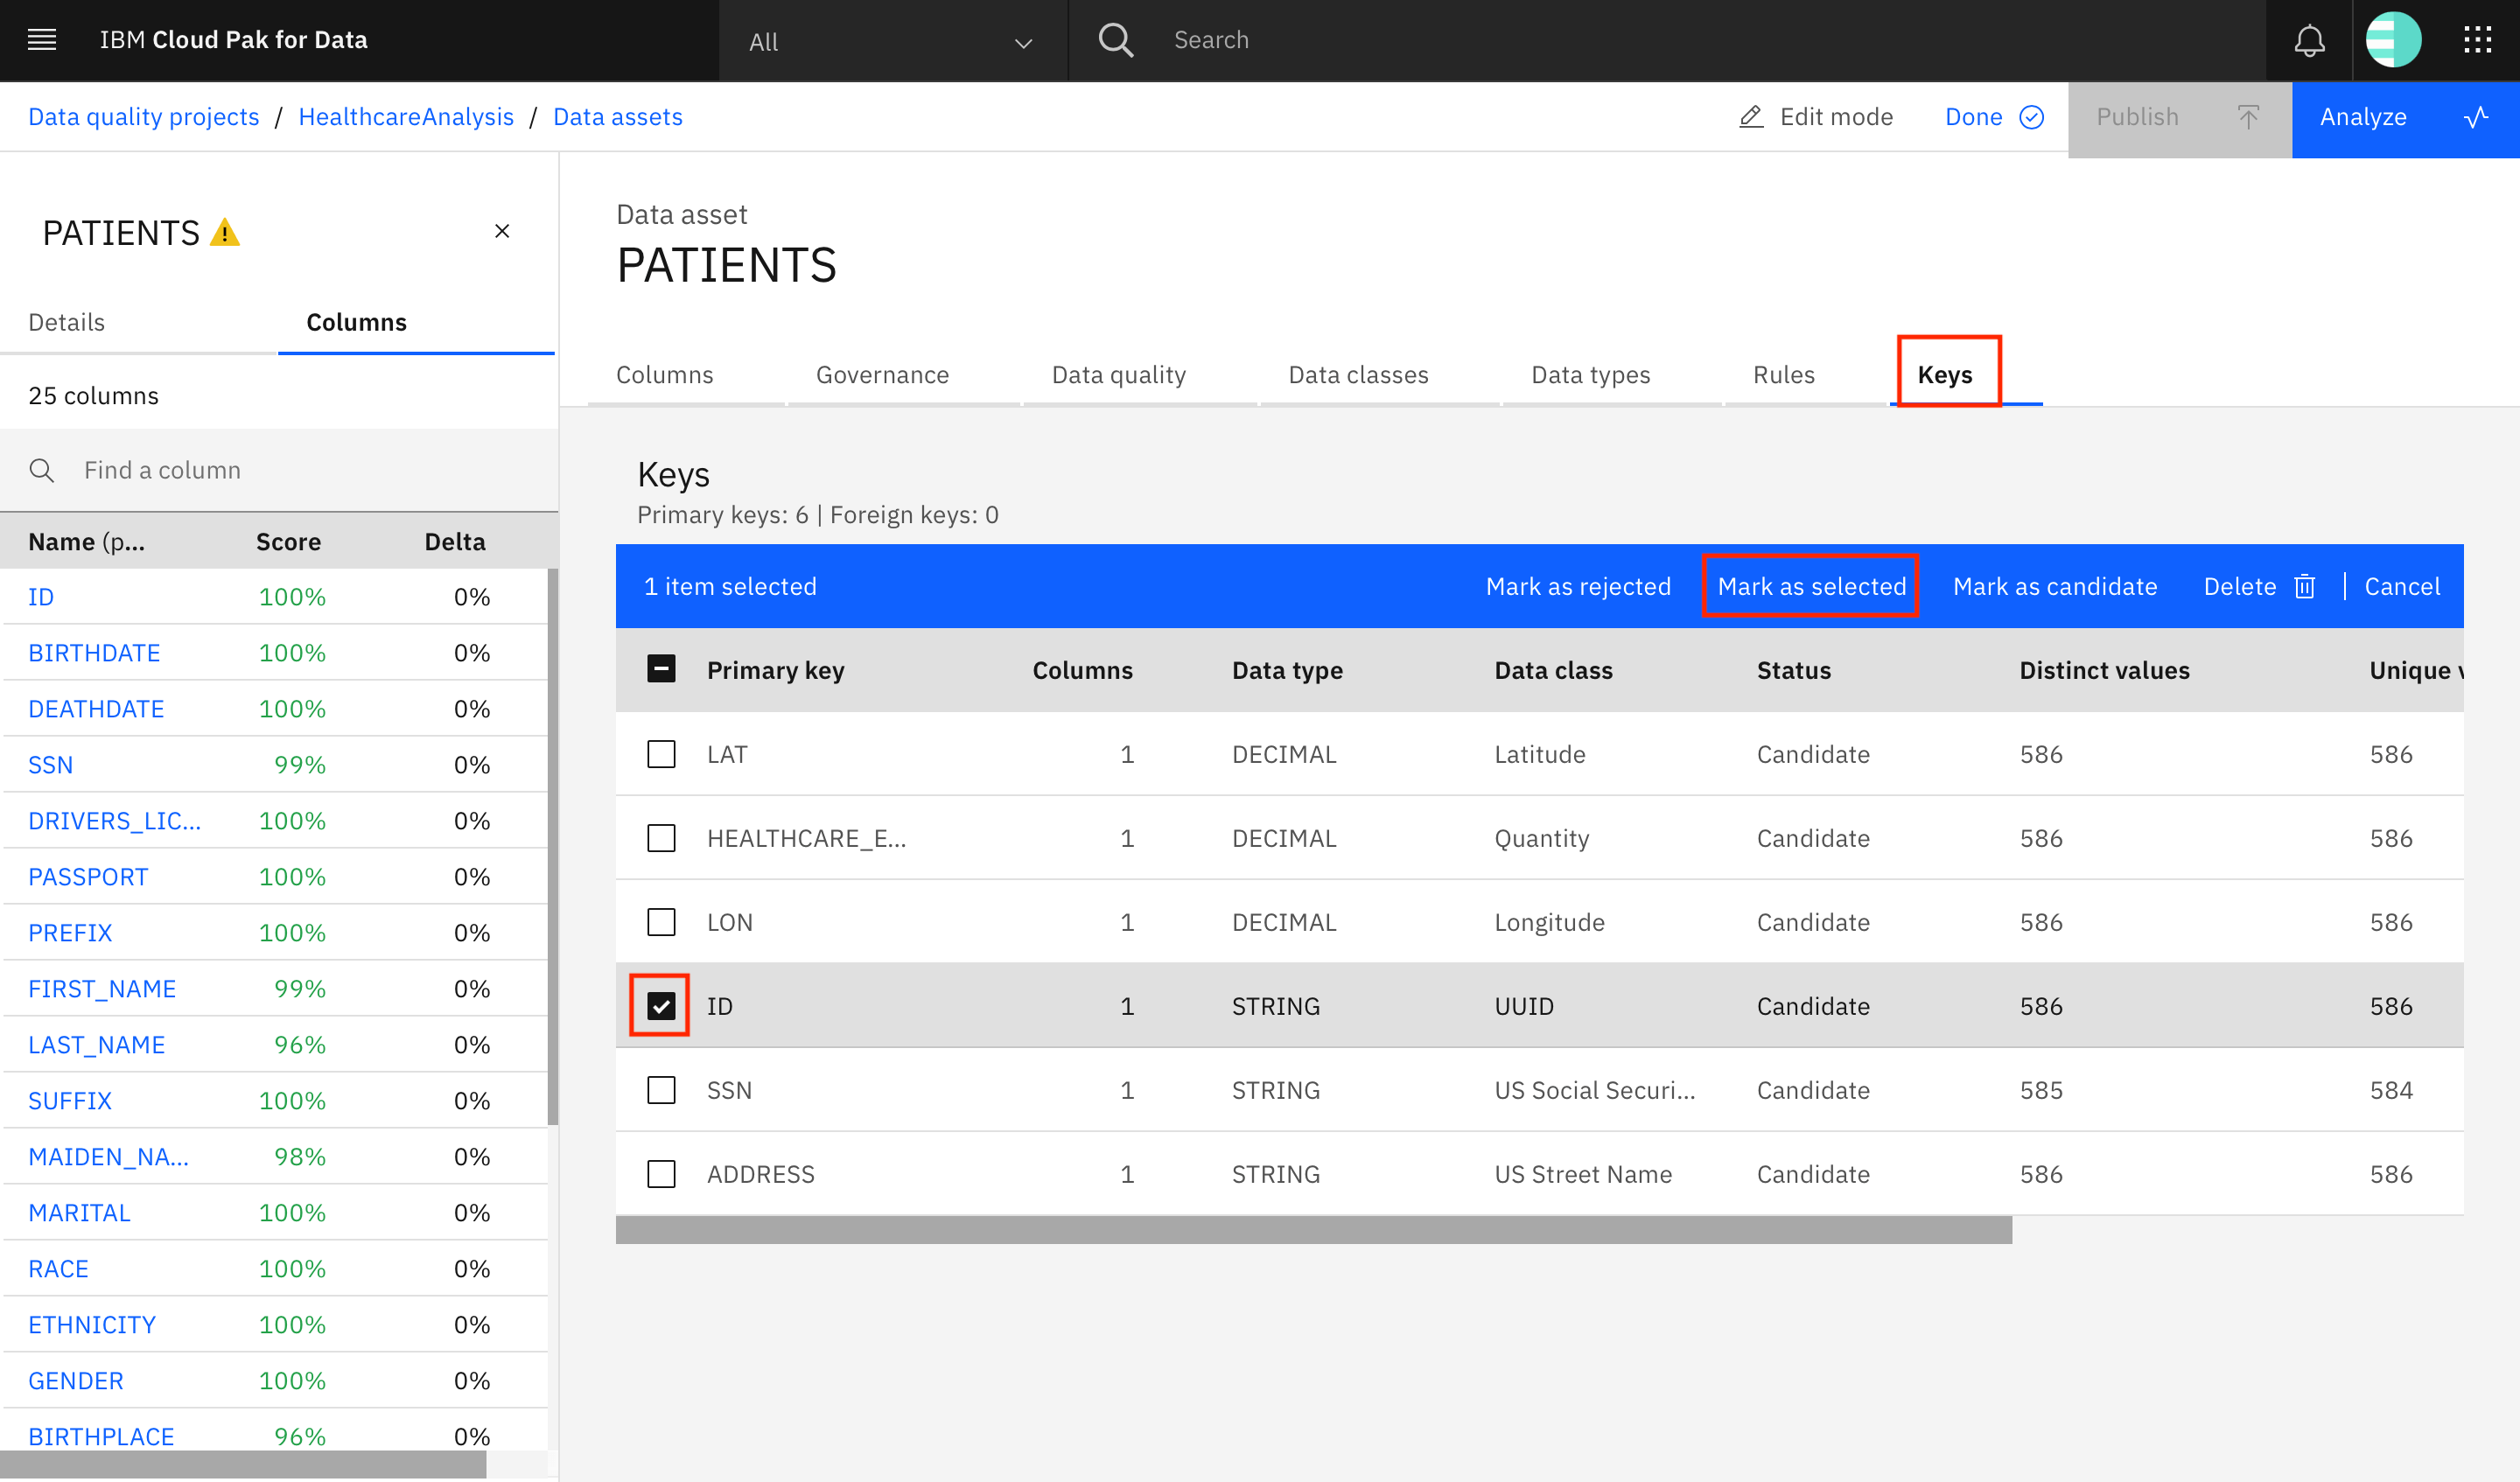 IBM Cloud Pak for Data
All
Search
Data quality projects / HealthcareAnalysis / Data assets
Edit mode
Done
Publish
Analyze
PATIENTS
Details
Columns
25 columns
Find a column
Name (p... Score Delta
ID 100% 0%
BIRTHDATE 100% 0%
DEATHDATE 100% 0%
SSN 99% 0%
DRIVERS_LIC... 100% 0%
PASSPORT 100% 0%
PREFIX 100% 0%
FIRST_NAME 99% 0%
LAST_NAME 96% 0%
SUFFIX 100% 0%
MAIDEN_NA... 98% 0%
MARITAL 100% 0%
RACE 100% 0%
ETHNICITY 100% 0%
GENDER 100% 0%
BIRTHPLACE 96% 0%
Data asset
PATIENTS
Columns Governance Data quality Data classes Data types Rules Keys
Keys
Primary keys: 6 | Foreign keys: 0
1 item selected Mark as rejected Mark as selected Mark as candidate Delete | Cancel
Primary key Columns Data type Data class Status Distinct values Unique v
LAT 1 DECIMAL Latitude Candidate 586 586
HEALTHCARE_E... 1 DECIMAL Quantity Candidate 586 586
LON 1 DECIMAL Longitude Candidate 586 586
ID 1 STRING UUID Candidate 586 586
SSN 1 STRING US Social Securi... Candidate 585 584
ADDRESS 1 STRING US Street Name Candidate 586 586